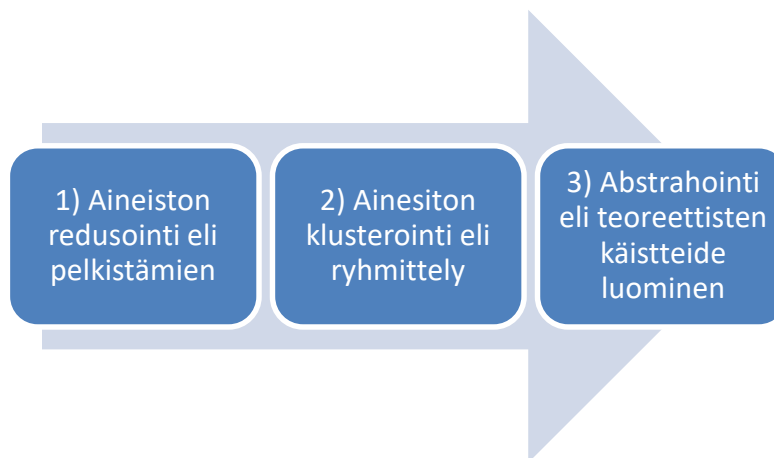 1) Aineiston
redusointi eli
pelkistämien
2) Ainesiton
klusterointi eli
ryhmittely
3) Abstrahointi
eli teoreettisten
käistteide
luominen